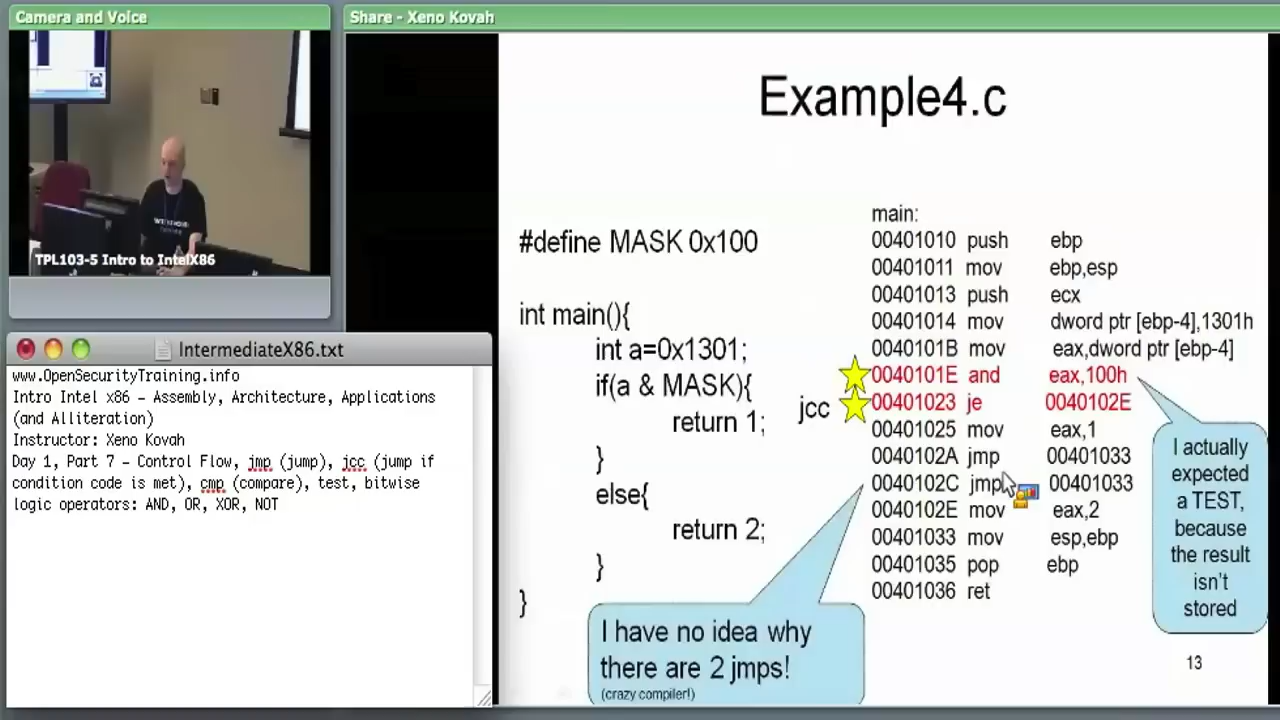 Camera and Voice
TPL103-5 Intro to IntelX86
IntermediateX86.txt
www.OpenSecurityTraining.info
Intro Intel x86 – Assembly, Architecture, Applications
(and Alliteration)
Instructor: Xeno Kovah
Day 1, Part 7 – Control Flow, jmp (jump), jcc (jump if
condition code is met), cmp (compare), test, bitwise
logic operators: AND, OR, XOR, NOT
Share - Xeno Kovah
Example4.c
#define MASK 0x100
int main(){
int a=0x1301;
if(a & MASK){
return 1;
}
else{
return 2;
}
}
jcc
main:
00401010 push ebp
00401011 mov ebp,esp
00401013 push ecx
00401014 mov dword ptr [ebp-4],1301h
0040101B mov eax,dword ptr [ebp-4]
0040101E and eax,100h
00401023 je 0040102E
00401025 mov eax,1
0040102A jmp 00401033
0040102C jmp 00401033
0040102E mov eax,2
00401033 mov esp,ebp
00401035 pop ebp
00401036 ret
I have no idea why
there are 2 jmps!
(crazy compiler!)
I actually
expected
a TEST,
because
the result
isn't
stored
13